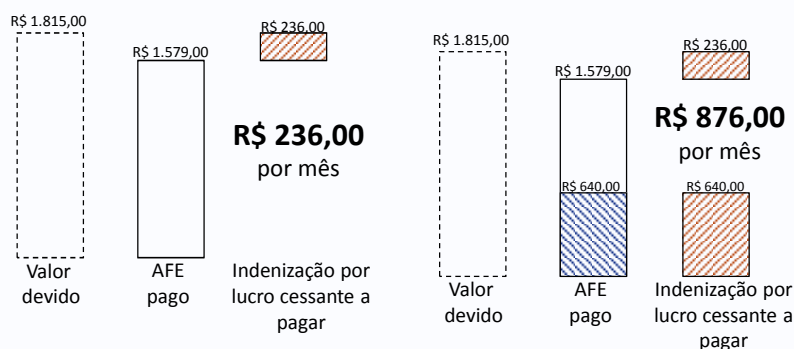 R$ 1.815,00
R$ 1.579,00
R$ 236,00
R$ 236,00
por mês
Valor
devido
AFE
pago
Indenização por
lucro cessante a
pagar
R$ 1.815,00
R$ 1.579,00
R$ 236,00
R$ 876,00
por mês
R$ 640,00
R$ 640,00
Valor
devido
AFE
pago
Indenização por
lucro cessante a
pagar